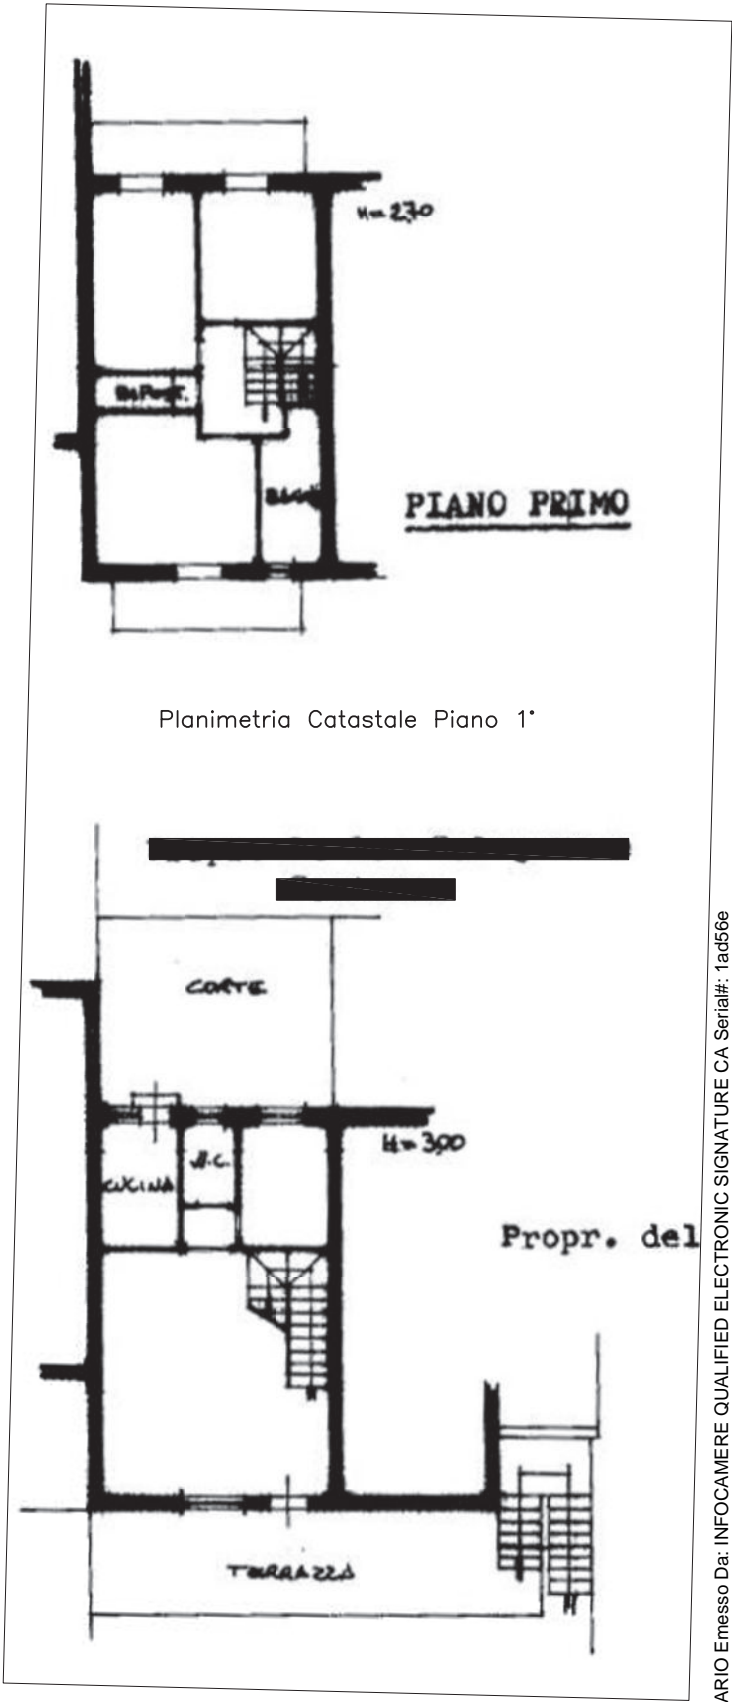 H=2,70
RIPOST.
BAGNO
PIANO PRIMO
Planimetria Catastale Piano 1°
CORTE
H=3,00
W.C.
CUCINA
Propr. del
TERRAZZA
ARIO Emesso Da: INFOCAMERE QUALIFIED ELECTRONIC SIGNATURE CA Serial#: 1ad56e